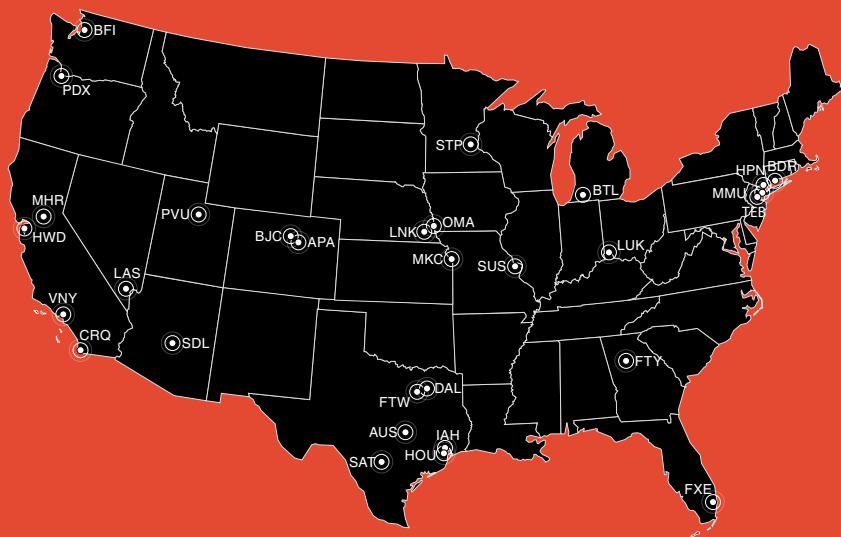 BFI
PDX
STP
HPN
BDR
BTL
MMU
TEB
MHR
PVU
HWD
BJC
APA
LNK
OMA
MKC
SUS
LUK
LAS
VNY
CRQ
SDL
FTY
DAL
FTW
AUS
IAH
HOU
SAT
FXE